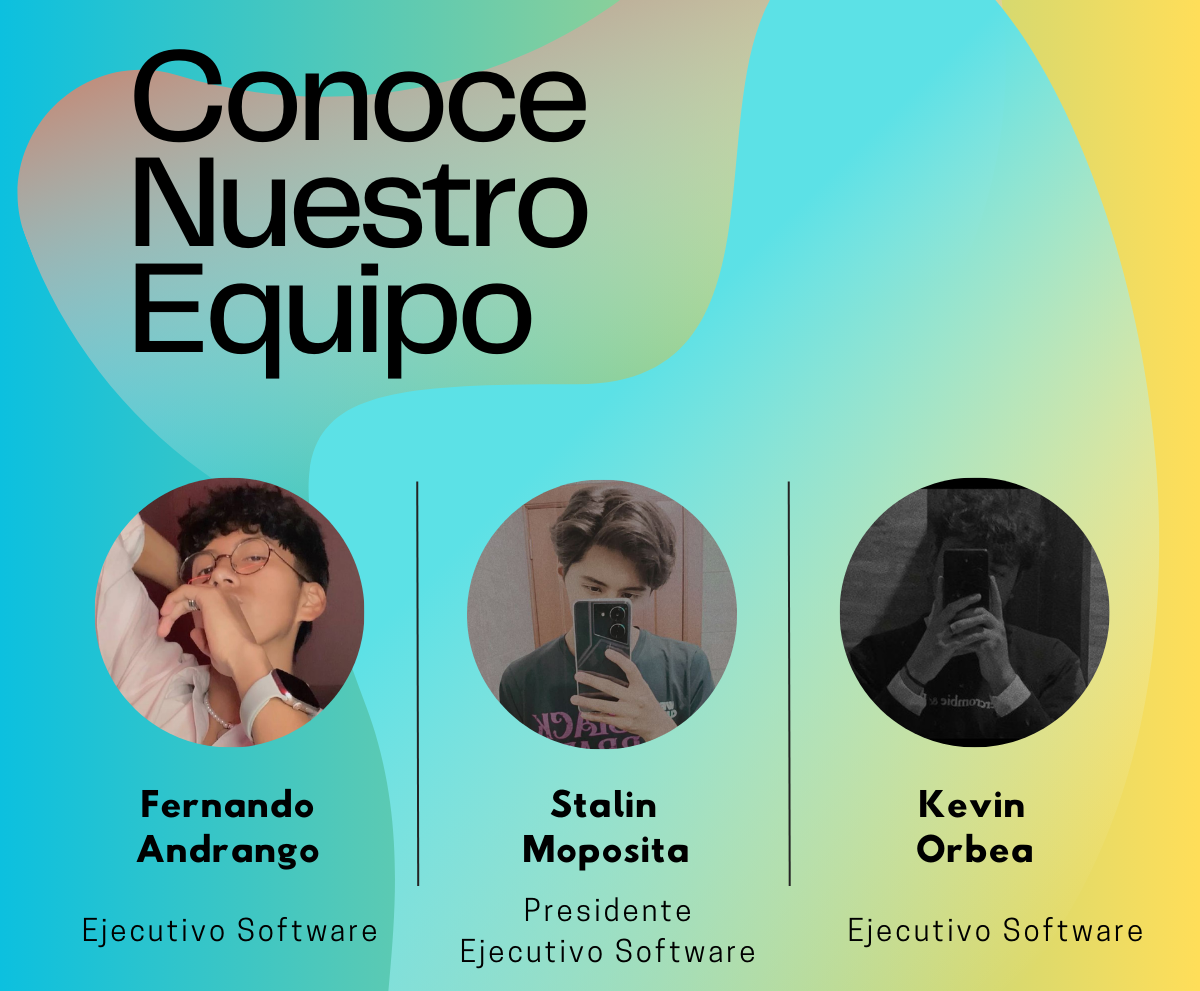 Conoce
Nuestro
Equipo
Fernando
Andrango
Ejecutivo Software
Stalin
Moposita
Presidente
Ejecutivo Software
Kevin
Orbea
Ejecutivo Software